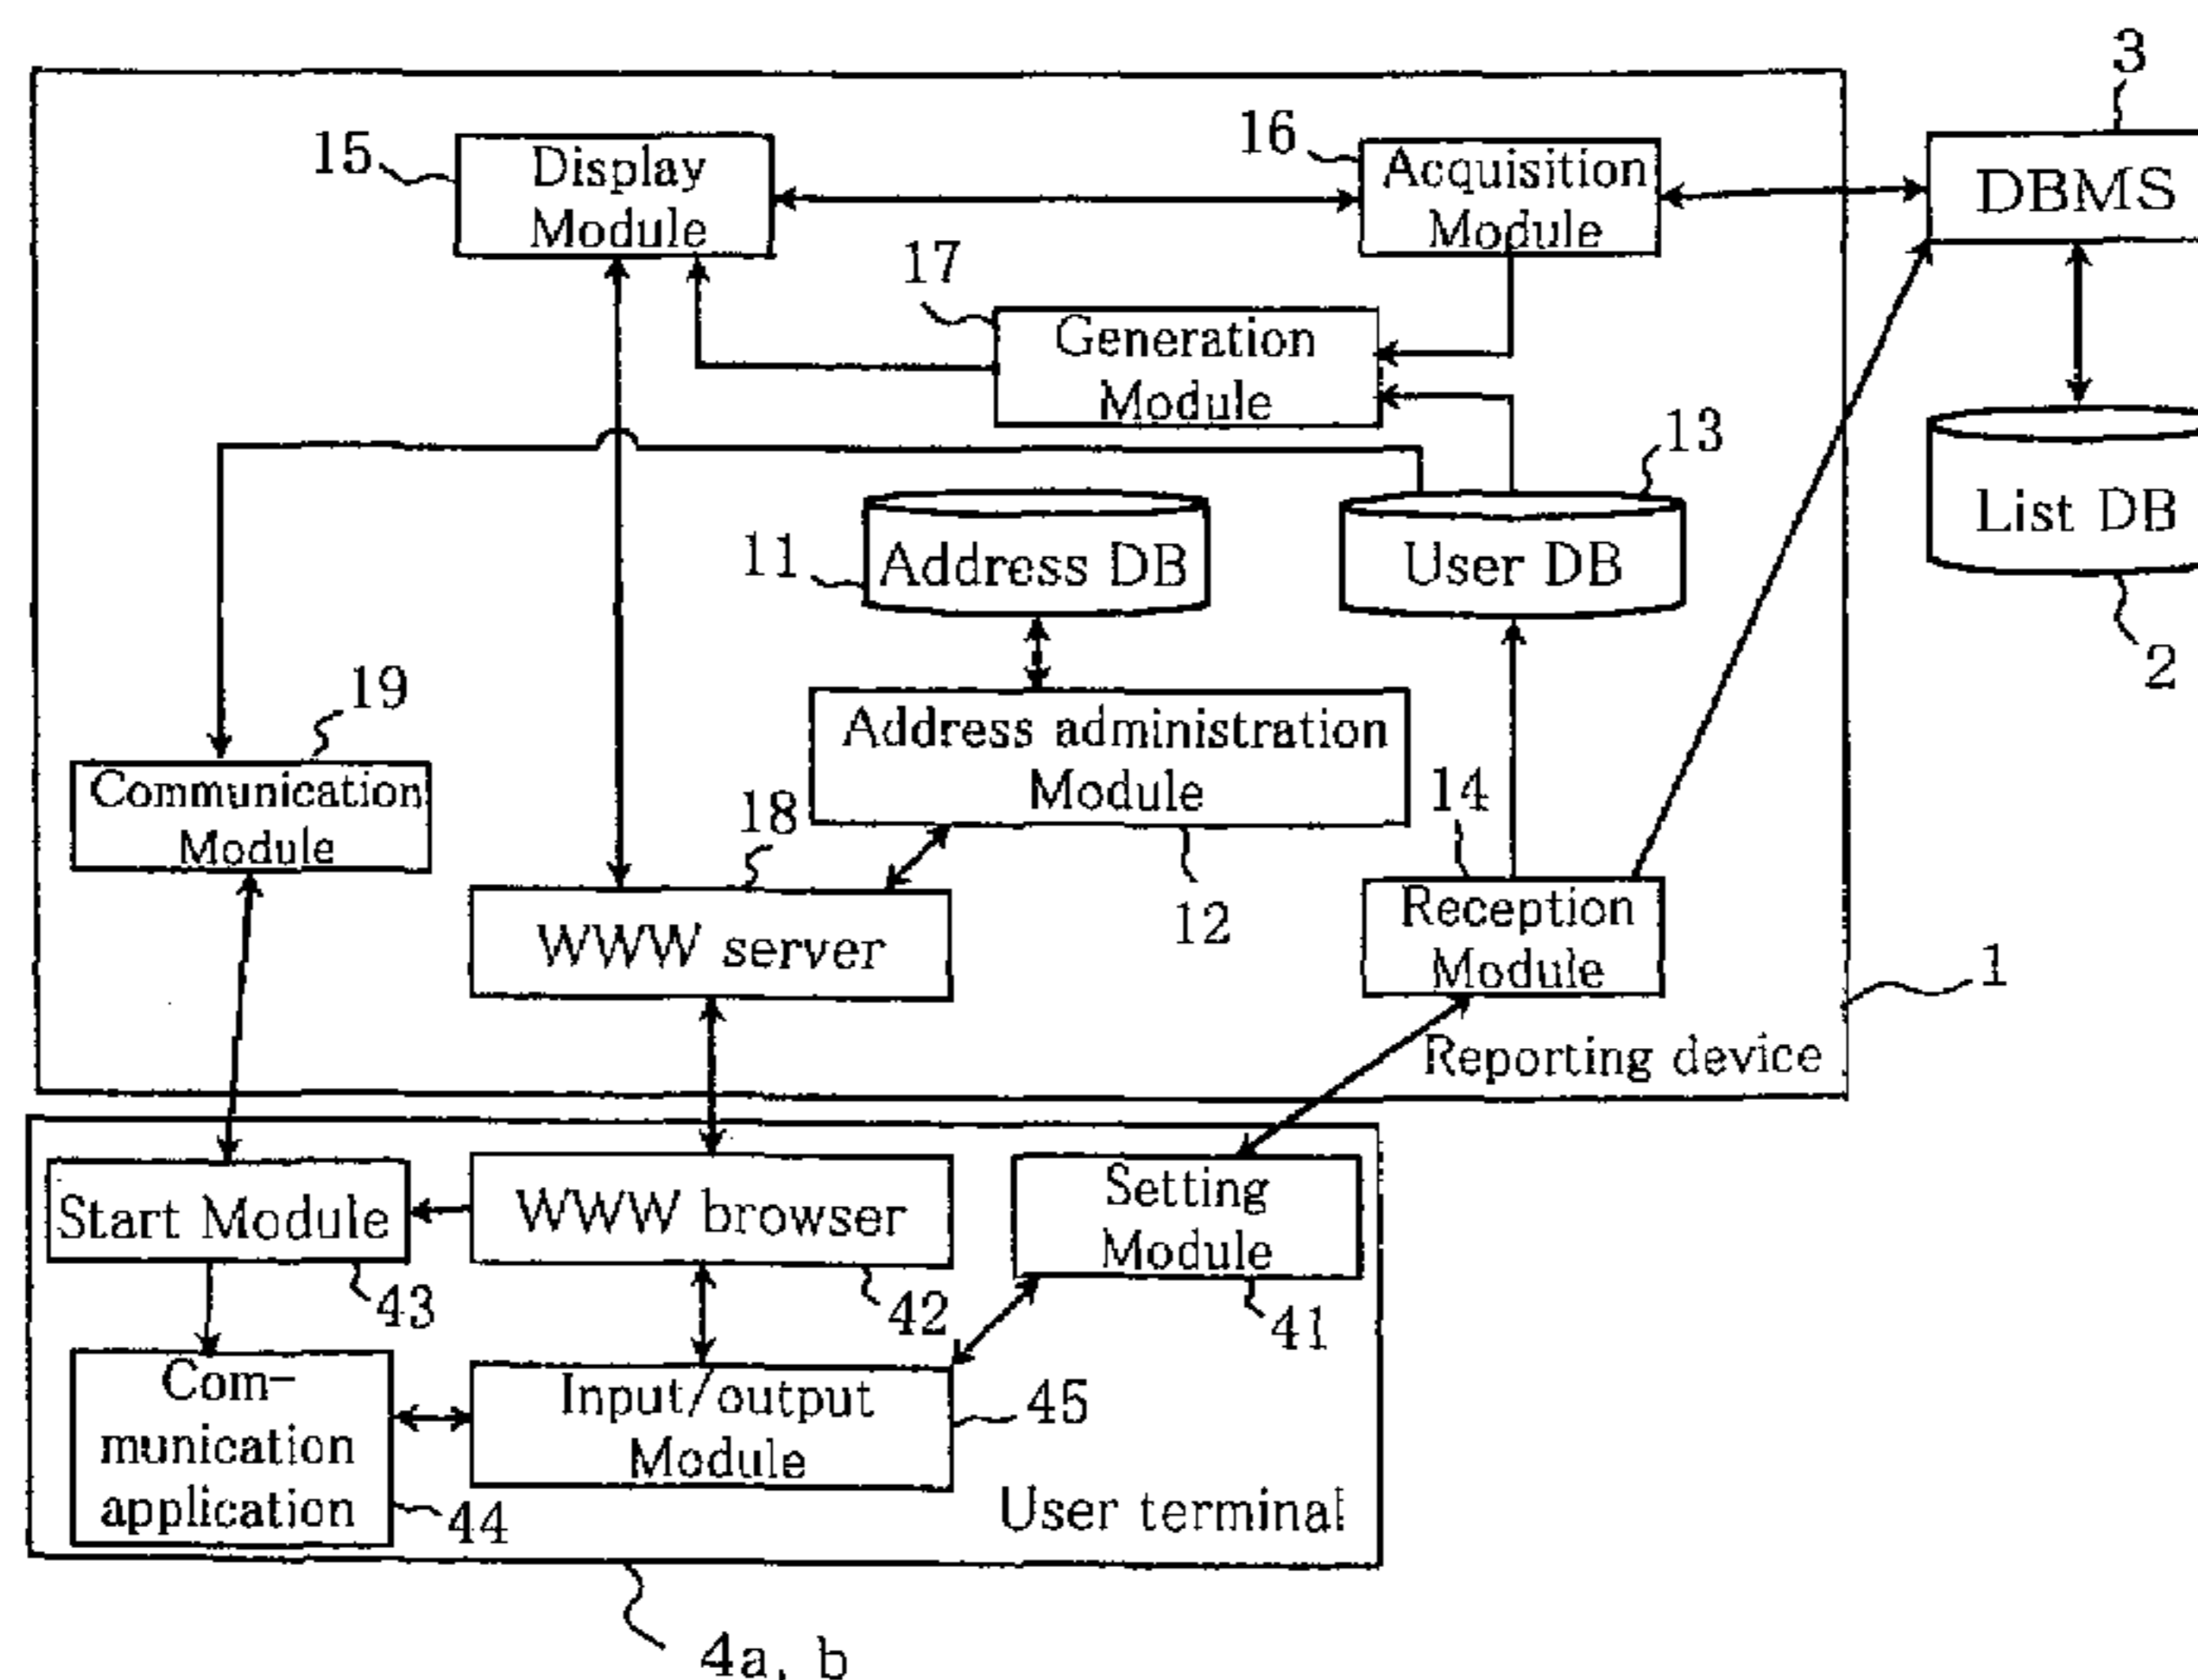 3
15
Display
Module
16
Acquisition
Module
DBMS
17
Generation
Module
13
List DB
2
11
Address DB
User DB
19
Communication
Module
Address administration
Module
18
12
14
WWW server
Reception
Module
1
Reporting device
Start Module
43
WWW browser
42
Setting
Module
41
Com-
munication
application
44
Input/output
Module
45
User terminal
4a, b